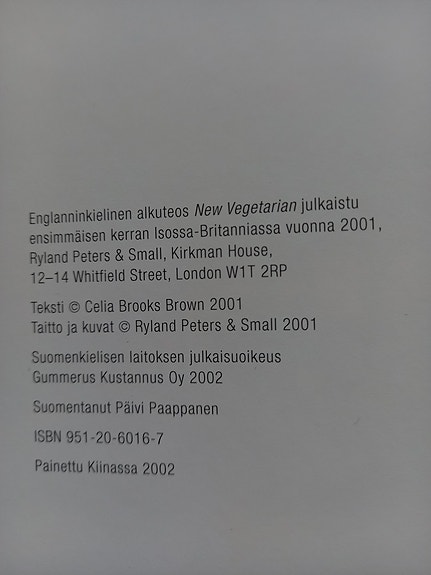 Englanninkielinen alkuteos New Vegetarian julkaistu
ensimmäisen kerran Isossa-Britanniassa vuonna 2001,
Ryland Peters & Small, Kirkman House,
12–14 Whitfield Street, London W1T 2RP
Teksti © Celia Brooks Brown 2001
Taitto ja kuvat © Ryland Peters & Small 2001
Suomenkielisen laitoksen julkaisuoikeus
Gummerus Kustannus Oy 2002
Suomentanut Päivi Paappanen
ISBN 951-20-6016-7
Painettu Kiinassa 2002